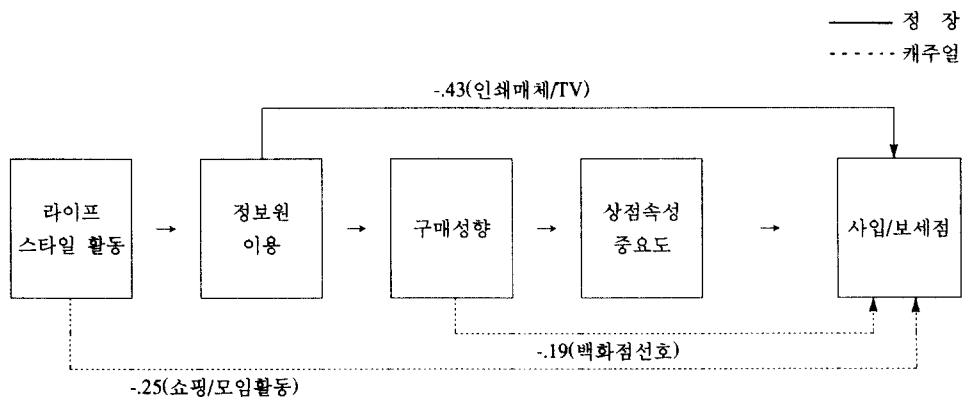 정 장
캐주얼
-.43(인쇄매체/TV)
라이프
스타일 활동
정보원
이용
구매성향
상점속성
중요도
사입/보세점
-.19(백화점선호)
-.25(쇼핑/모임활동)